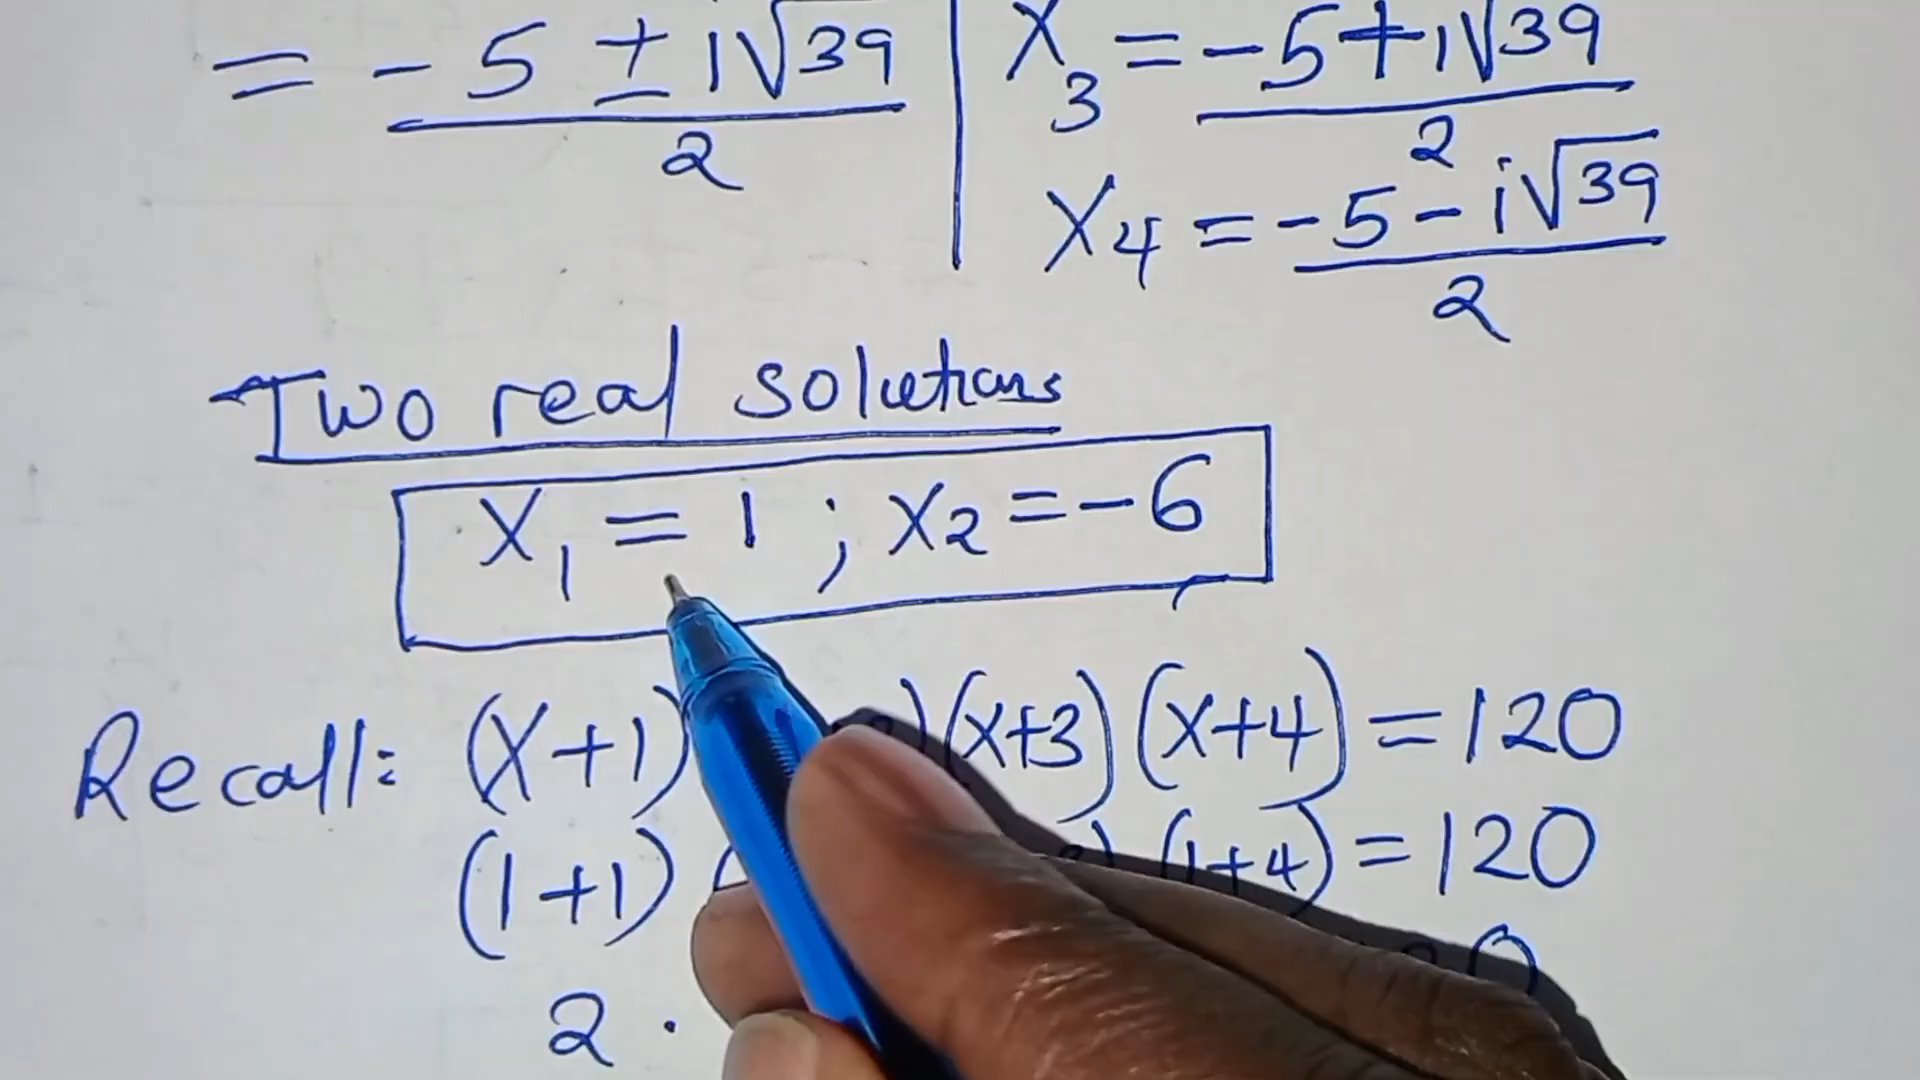 = -5 ± i√39 / 2
X₃ = -5+i√39 / 2
X₄ = -5-i√39 / 2
Two real solutions
X₁ = 1 ; X₂ = -6
Recall: (X+1) ) (X+3) (X+4) = 120
(1+1) ( ) (1+4) = 120
2 · 0